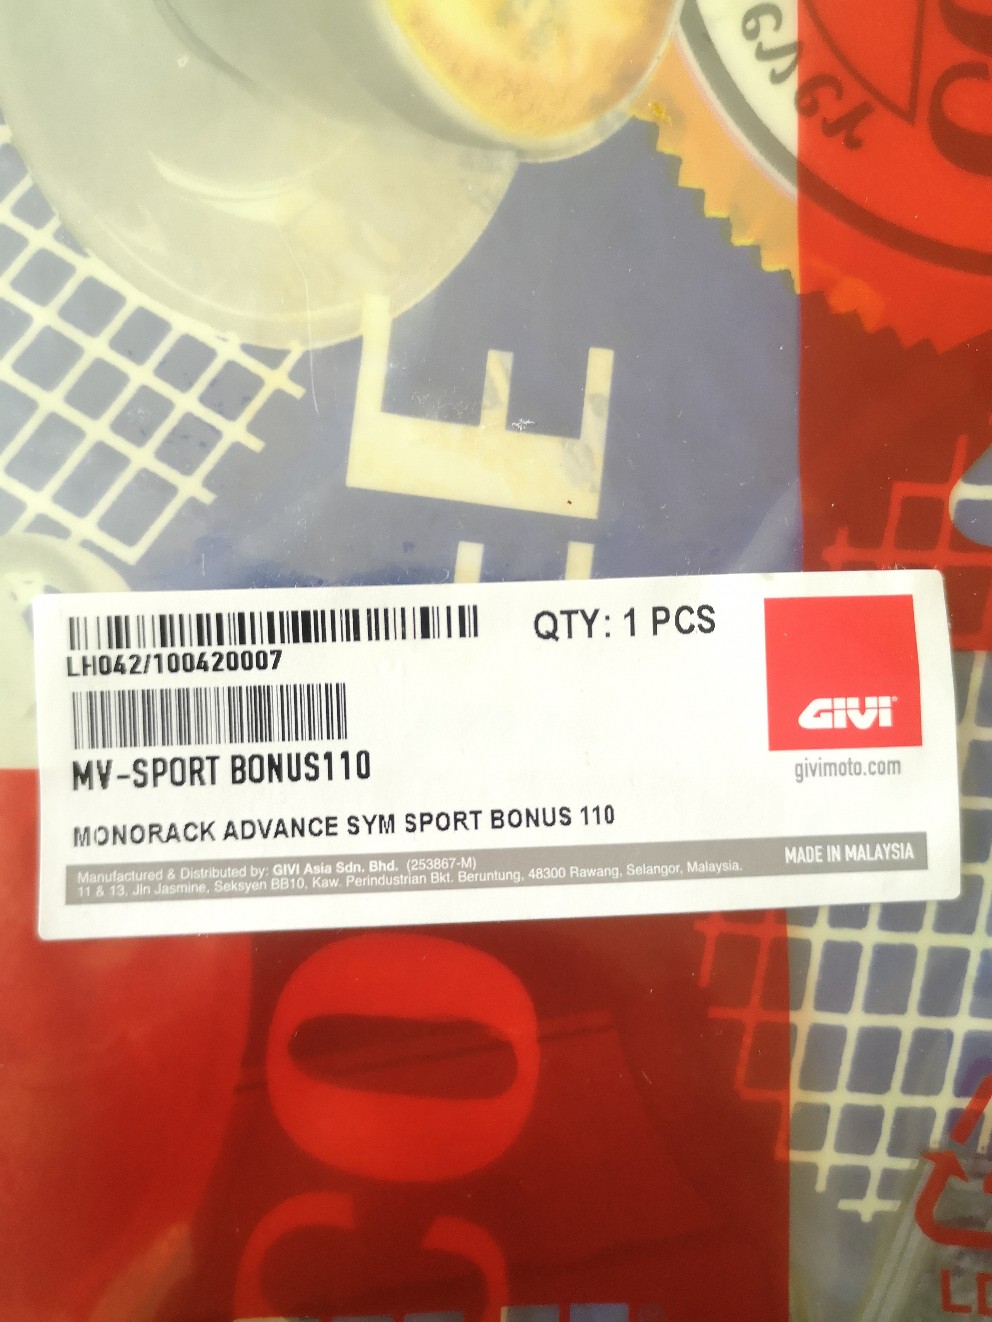 QTY: 1 PCS
LH042/100420007
MV-SPORT BONUS110
GIVI
givimoto.com
MONORACK ADVANCE SYM SPORT BONUS 110
Manufactured & Distributed by: GIVI Asia Sdn. Bhd. (253867-M)
11 & 13, Jln Jasmine, Seksyen BB10, Kaw. Perindustrian Bkt. Beruntung, 48300 Rawang, Selangor, Malaysia.
MADE IN MALAYSIA